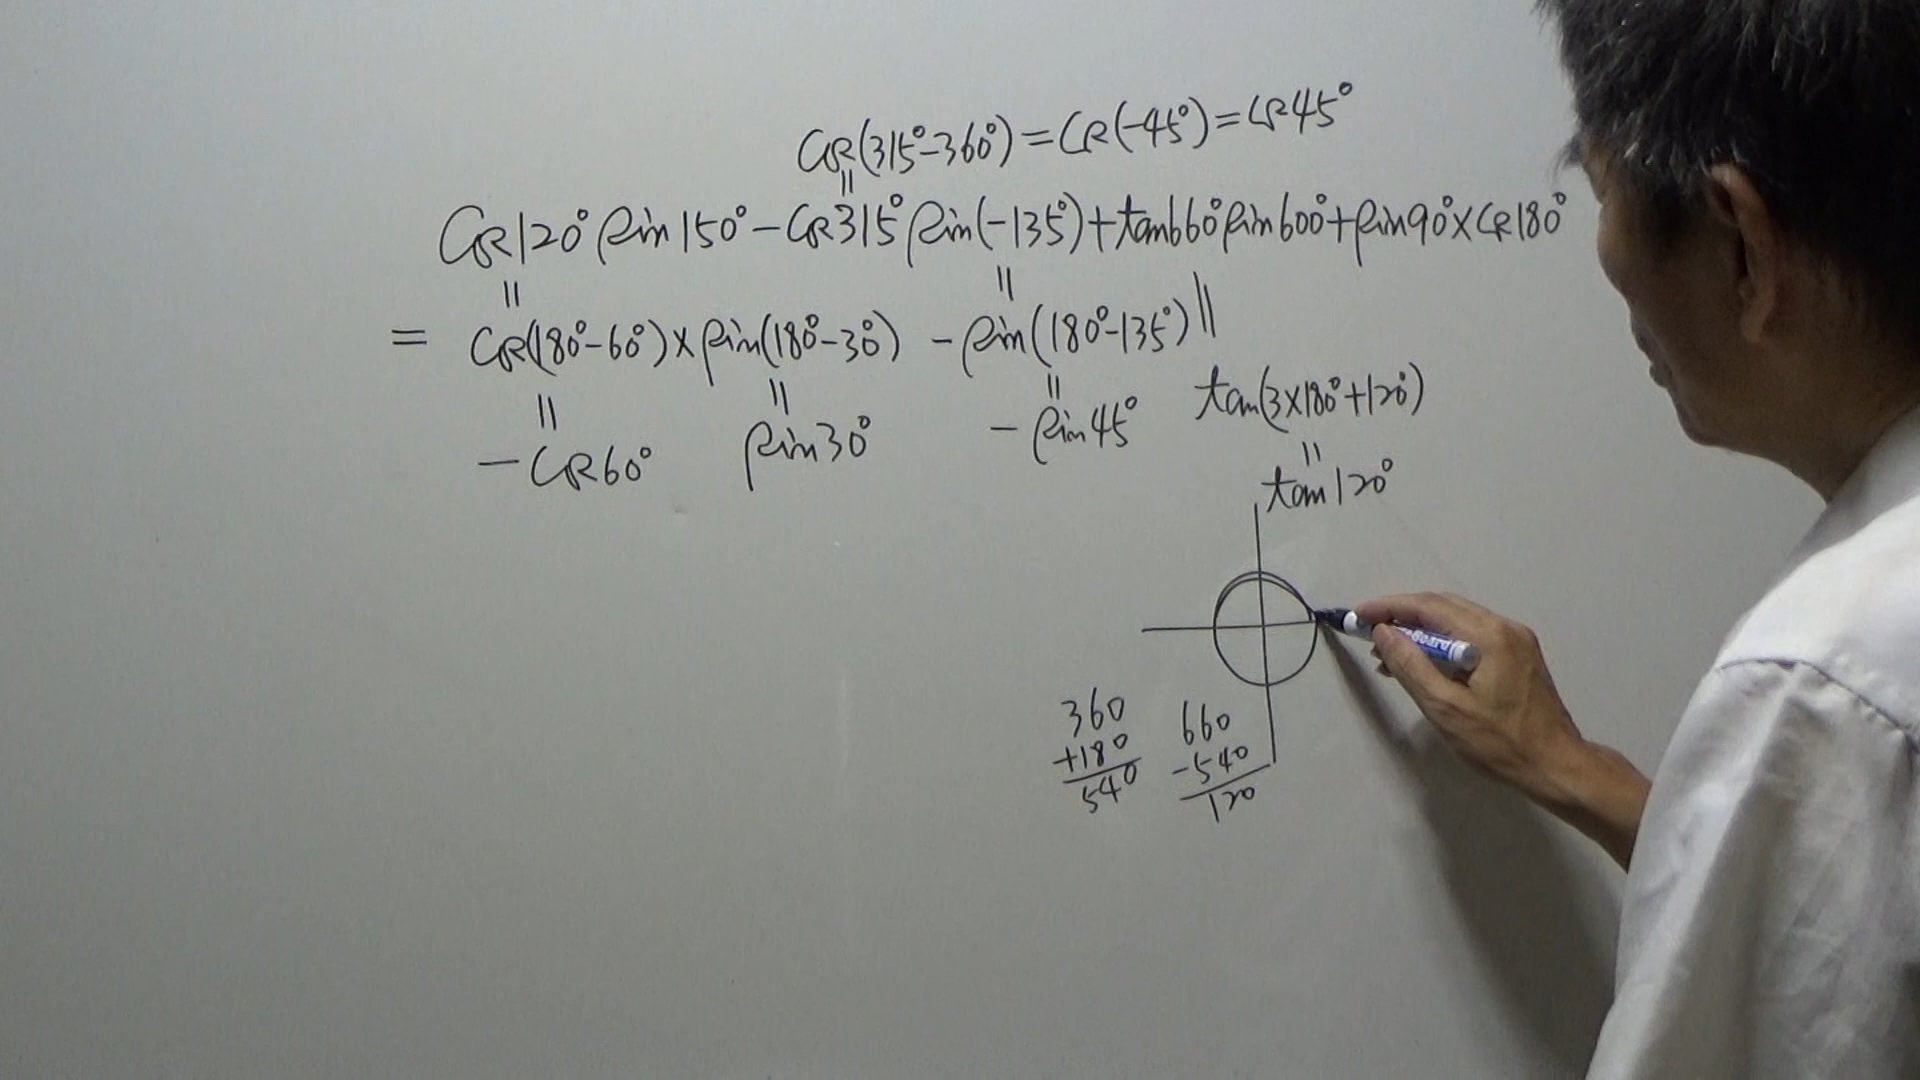 cos(315°-360°)=cos(-45°)=cos45°
=
cos120°sin150°-cos315°sin(-135°)+tan660°sin600°+sin90°×cos180°
= = =
= cos(180°-60°)×sin(180°-30°) -sin(180°-135°)
= = = tan(3×180°+120°)
-cos60° sin30° -sin45° =
tan120°
360 660
+180 -540
540 120
Board